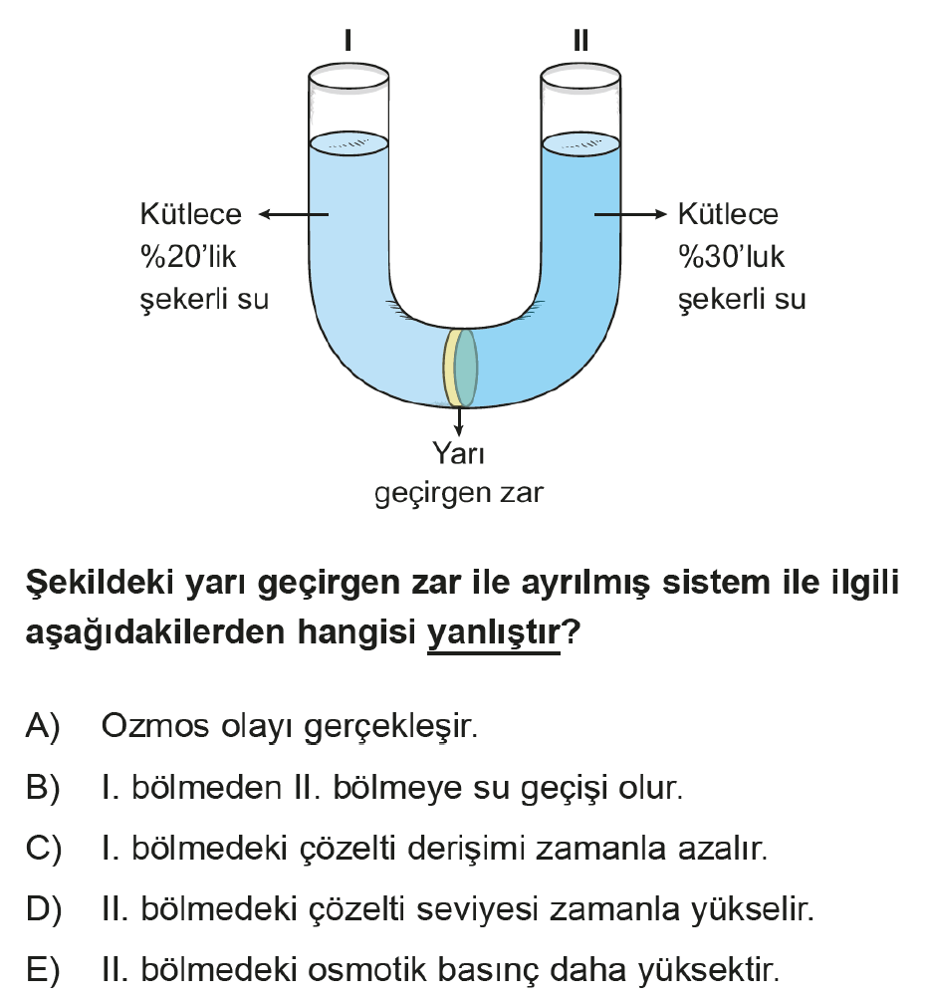 I
II
Kütlece
%20’lik
şekerli su
Kütlece
%30’luk
şekerli su
Yarı
geçirgen zar
Şekildeki yarı geçirgen zar ile ayrılmış sistem ile ilgili
aşağıdakilerden hangisi yanlıştır?
A) Ozmos olayı gerçekleşir.
B) I. bölmeden II. bölmeye su geçişi olur.
C) I. bölmedeki çözelti derişimi zamanla azalır.
D) II. bölmedeki çözelti seviyesi zamanla yükselir.
E) II. bölmedeki osmotik basınç daha yüksektir.